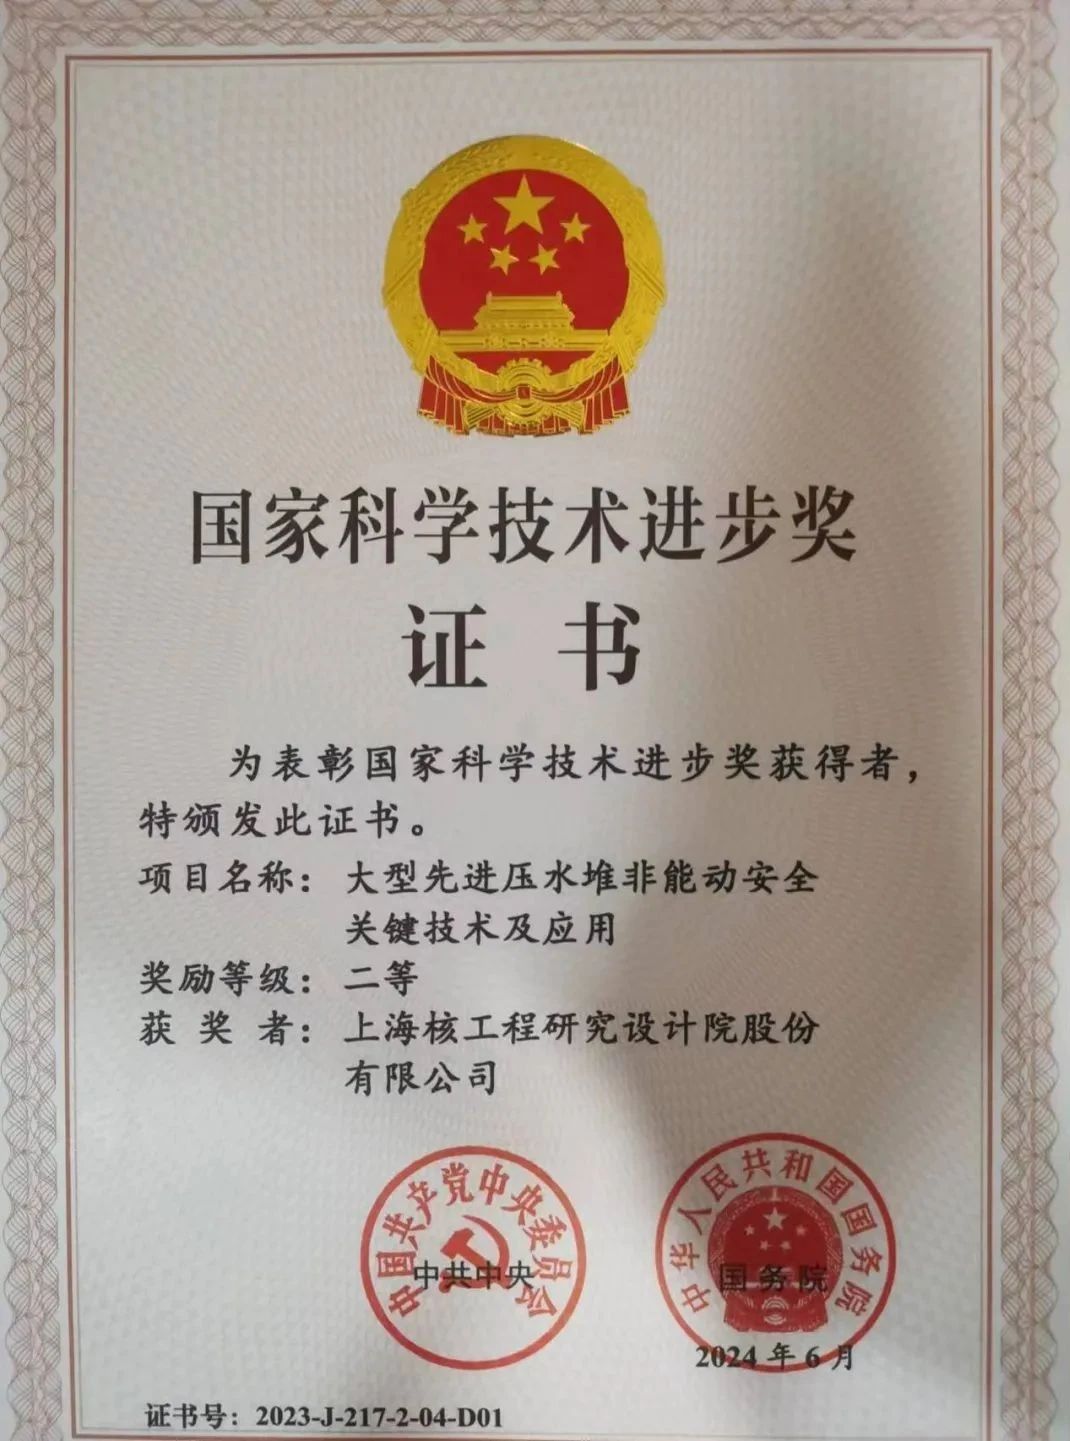 国家科学技术进步奖
证 书
为表彰国家科学技术进步奖获得者，
特颁发此证书。
项目名称：大型先进压水堆非能动安全
关键技术及应用
奖励等级：二等
获 奖 者：上海核工程研究设计院股份
有限公司
中国共产党中央委员会
中共中央
中华人民共和国国务院
国务院
2024 年 6 月
证书号：2023-J-217-2-04-D01